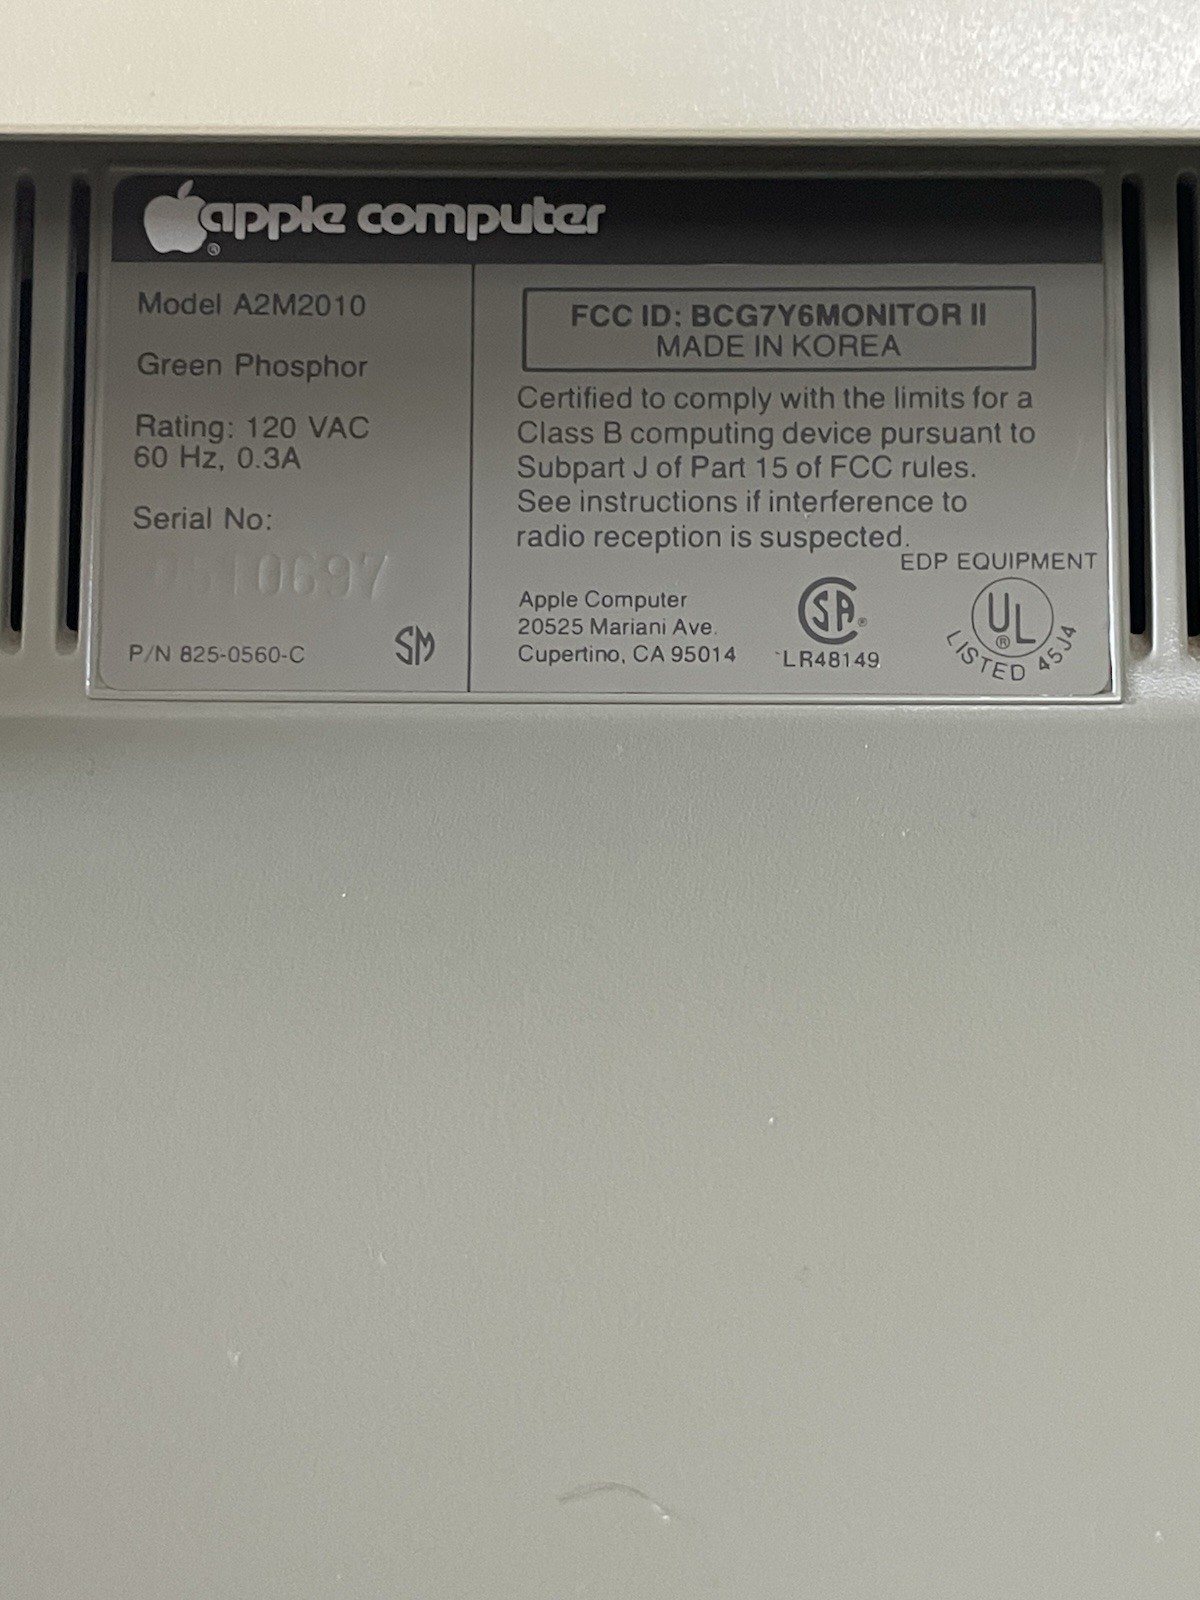 apple computer
®
Model A2M2010
Green Phosphor
Rating: 120 VAC
60 Hz, 0.3A
Serial No:
P/N 825-0560-C
SM
FCC ID: BCG7Y6MONITOR II
MADE IN KOREA
Certified to comply with the limits for a
Class B computing device pursuant to
Subpart J of Part 15 of FCC rules.
See instructions if interference to
radio reception is suspected.
EDP EQUIPMENT
Apple Computer
20525 Mariani Ave.
Cupertino, CA 95014
SA®
LR48149
UL®
LISTED 45J4